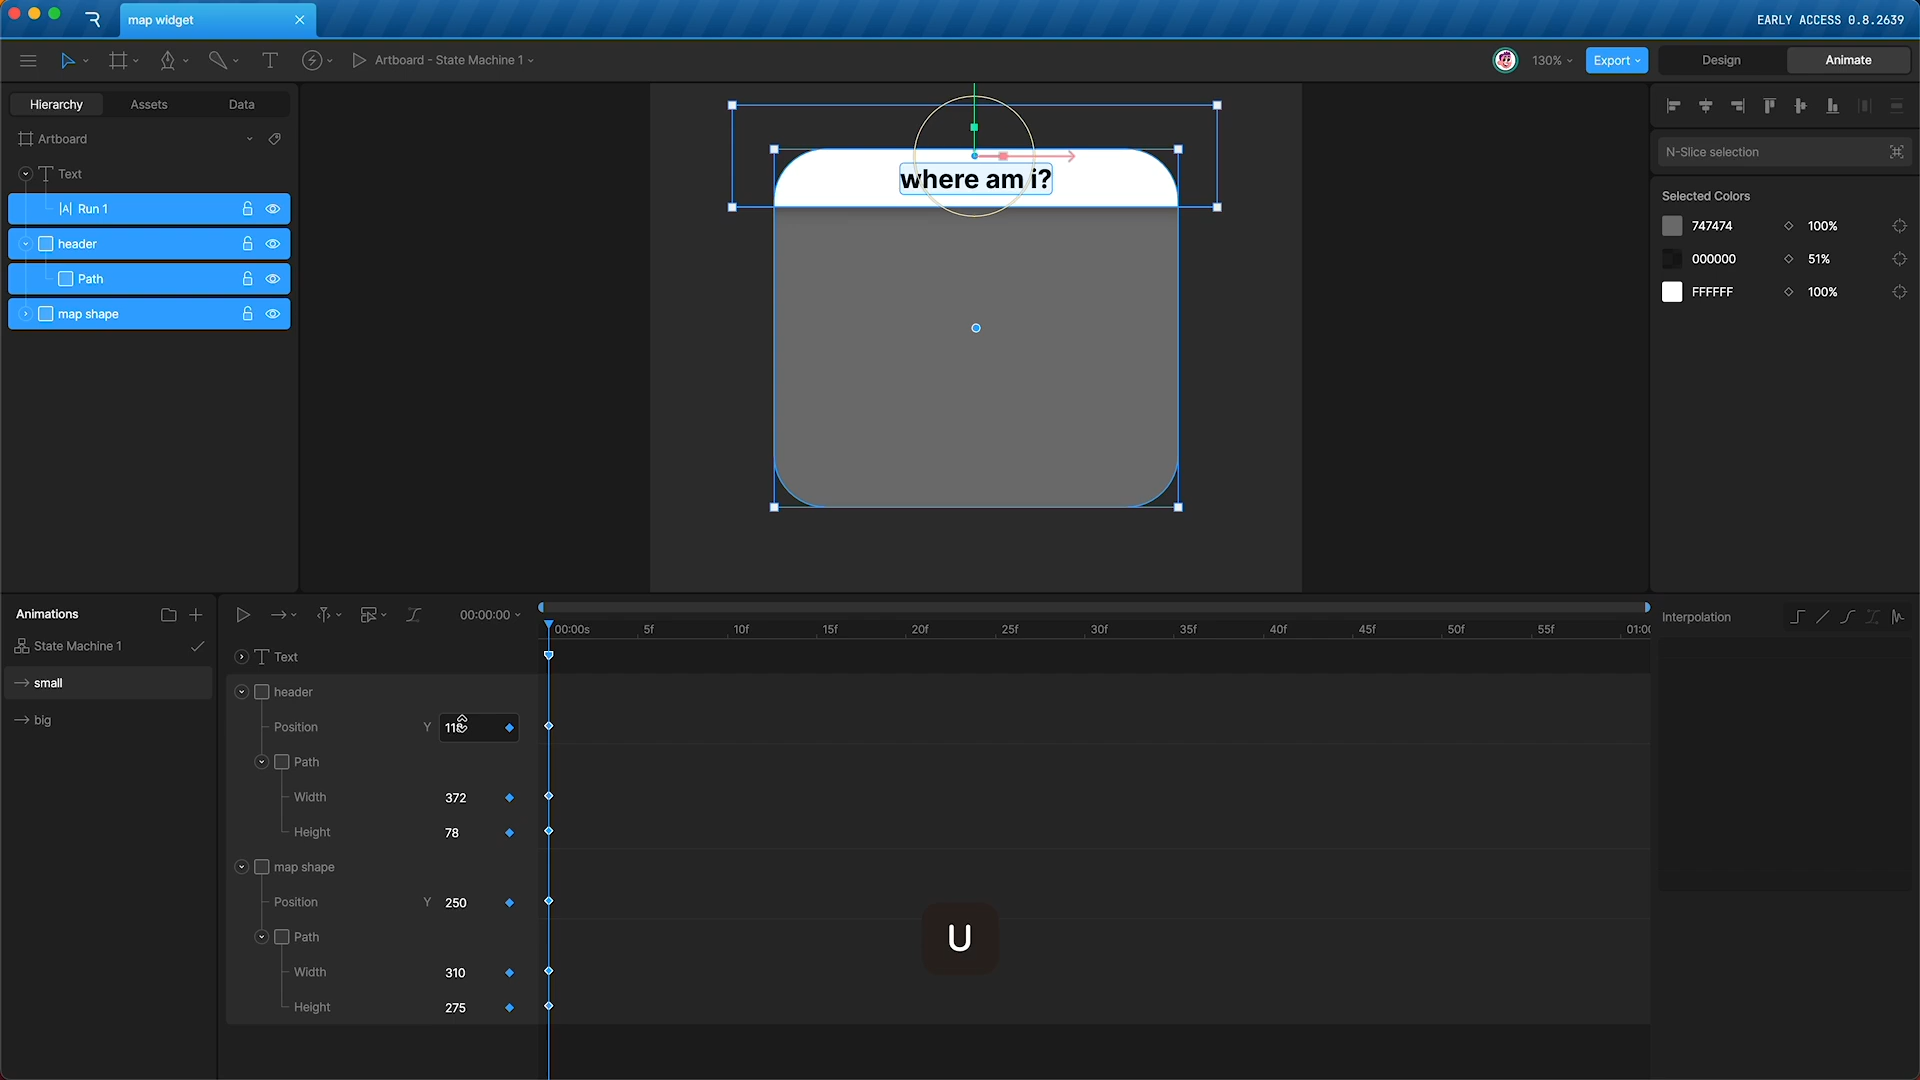 map widget
EARLY ACCESS 0.8.2639
Artboard - State Machine 1
130%
Export
Design
Animate
Hierarchy
Assets
Data
Artboard
Text
Run 1
header
Path
map shape
where am i?
N-Slice selection
Selected Colors
747474
100%
000000
51%
FFFFFF
100%
Animations
State Machine 1
small
big
00:00:00
00:00s
5f
10f
15f
20f
25f
30f
35f
40f
45f
50f
55f
Text
header
Position
Y
Path
Width
372
Height
78
map shape
Position
Y
250
Path
Width
310
Height
275
U
Interpolation